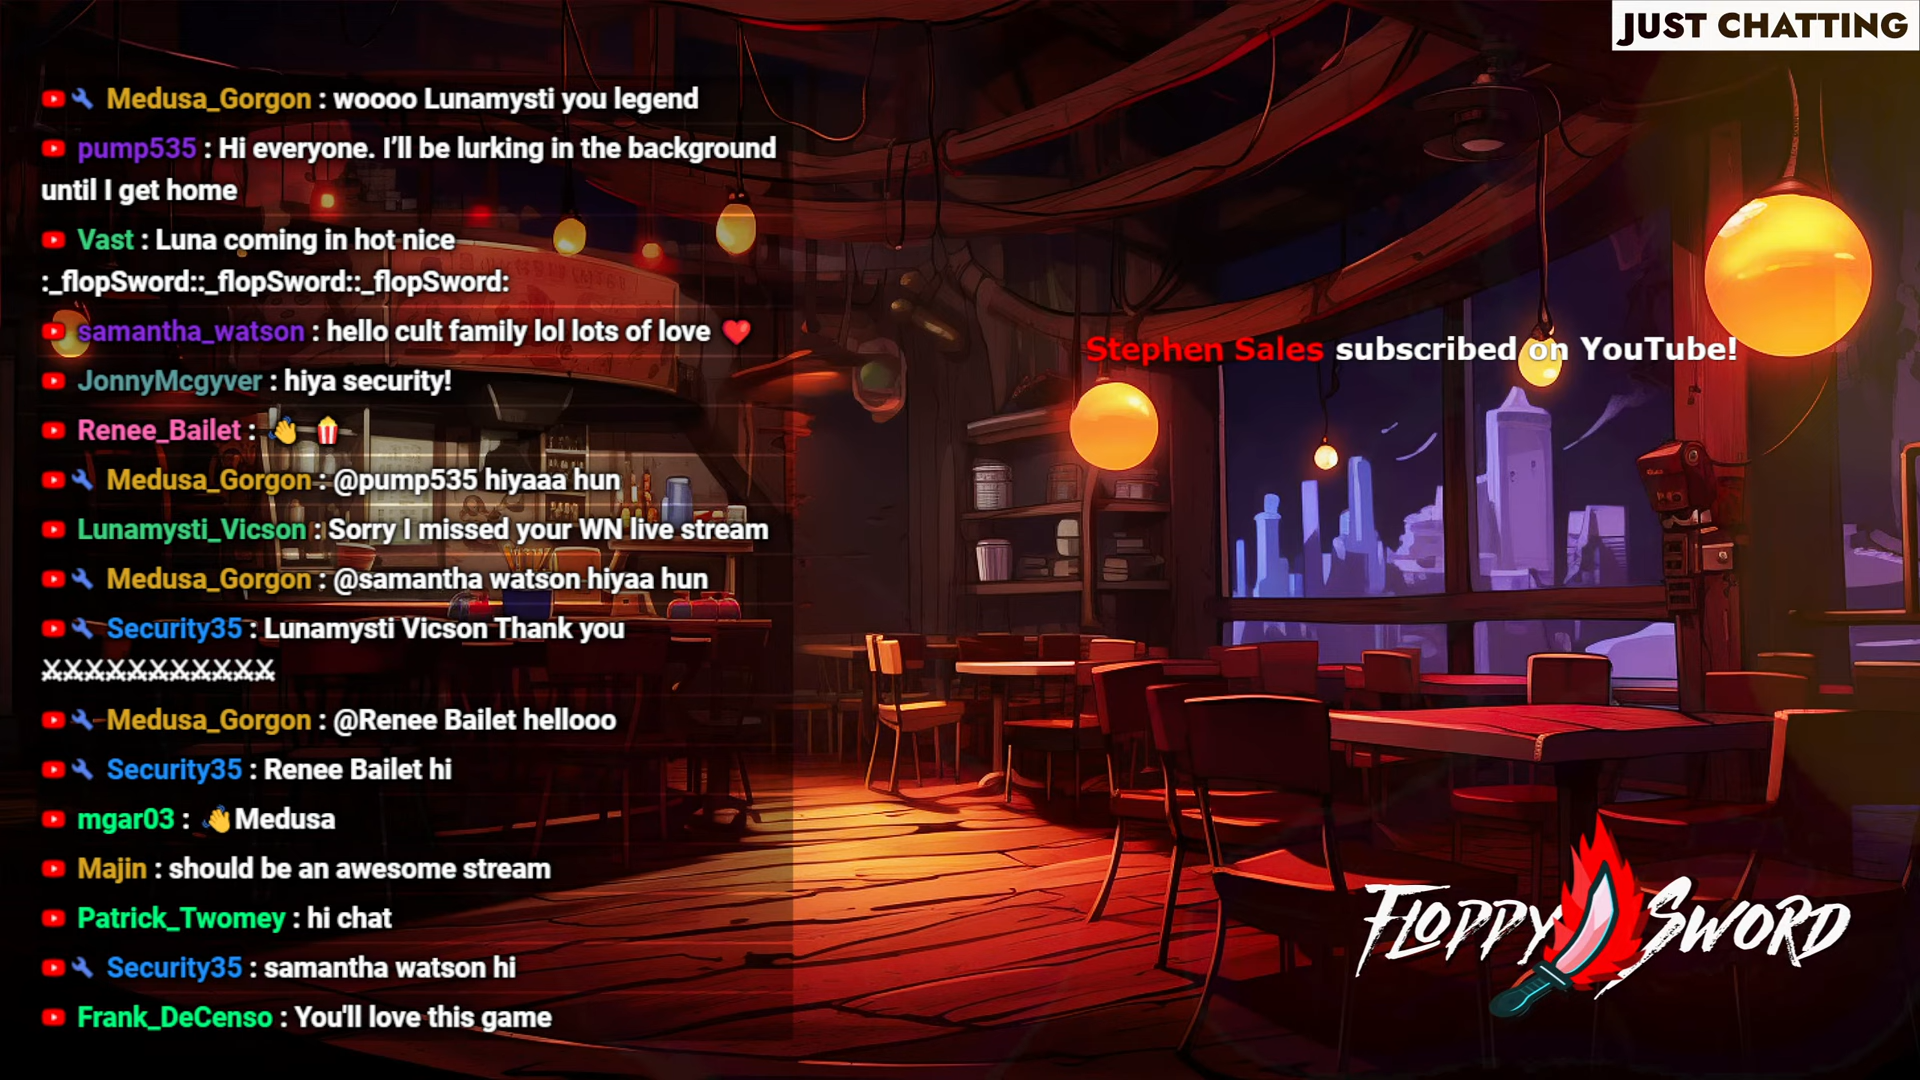 JUST CHATTING
Medusa_Gorgon : woooo Lunamysti you legend
pump535 : Hi everyone. I’ll be lurking in the background
until I get home
Vast : Luna coming in hot nice
:_flopSword::_flopSword::_flopSword:
samantha_watson : hello cult family lol lots of love ❤️
JonnyMcgyver : hiya security!
Renee_Bailet : 👋 🍿
Medusa_Gorgon : @pump535 hiyaaa hun
Lunamysti_Vicson : Sorry I missed your WN live stream
Medusa_Gorgon : @samantha watson hiyaa hun
Security35 : Lunamysti Vicson Thank you
⚔⚔⚔⚔⚔⚔⚔⚔⚔⚔⚔
Medusa_Gorgon : @Renee Bailet hellooo
Security35 : Renee Bailet hi
mgar03 : 👋Medusa
Majin : should be an awesome stream
Patrick_Twomey : hi chat
Security35 : samantha watson hi
Frank_DeCenso : You'll love this game
Stephen Sales subscribed on YouTube!
FLOPPY SWORD